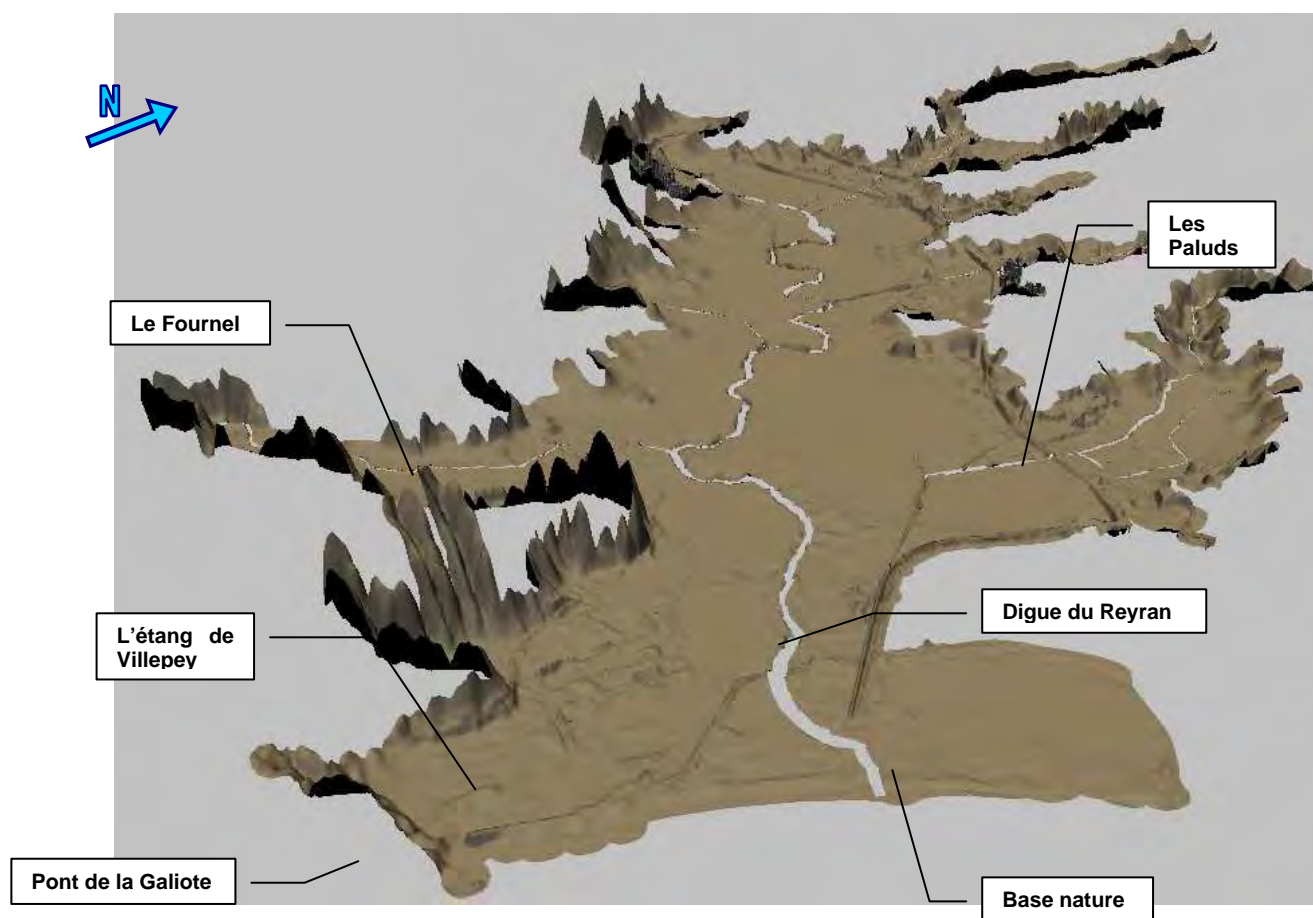 N
Les
Paluds
Le Fournel
Digue du Reyran
L'étang de
Villepey
Pont de la Galiote
Base nature